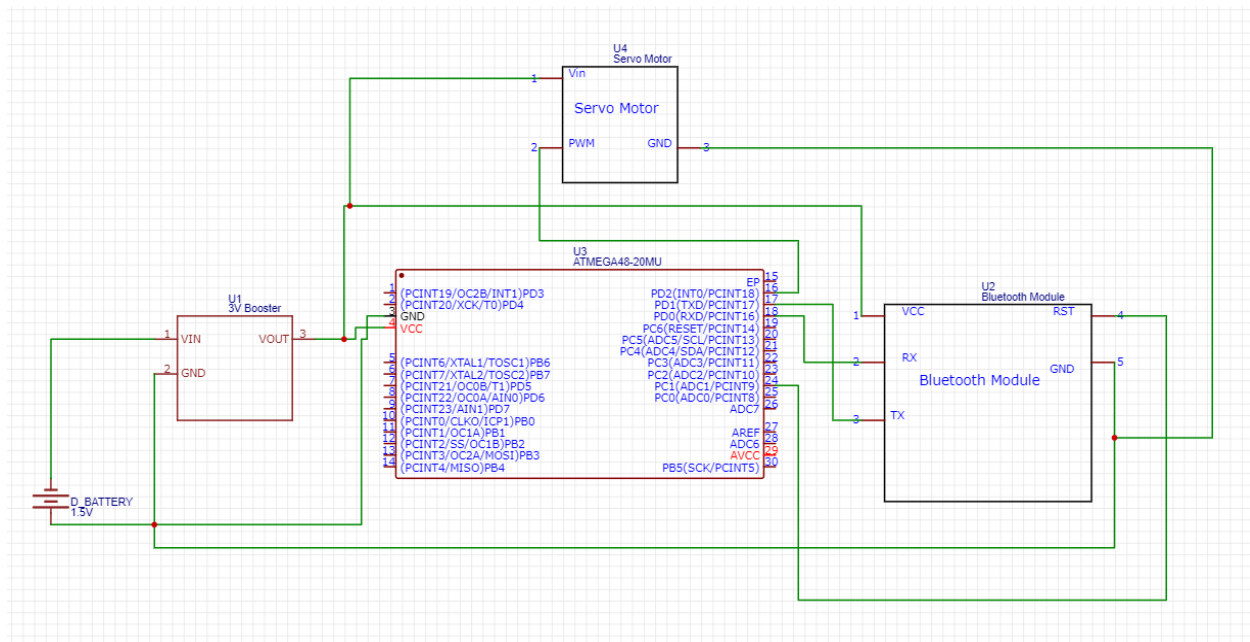 U4
Servo Motor
1
Vin
Servo Motor
2
PWM
GND
3
U3
ATMEGA48-20MU
1
(PCINT19/OC2B/INT1)PD3
2
(PCINT20/XCK/T0)PD4
3
GND
4
VCC
5
(PCINT6/XTAL1/TOSC1)PB6
6
(PCINT7/XTAL2/TOSC2)PB7
7
(PCINT21/OC0B/T1)PD5
8
(PCINT22/OC0A/AIN0)PD6
9
(PCINT23/AIN1)PD7
10
(PCINT0/CLKO/ICP1)PB0
11
(PCINT1/OC1A)PB1
12
(PCINT2/SS/OC1B)PB2
13
(PCINT3/OC2A/MOSI)PB3
14
(PCINT4/MISO)PB4
EP
15
PD2(INT0/PCINT18)
16
PD1(TXD/PCINT17)
17
PD0(RXD/PCINT16)
18
PC6(RESET/PCINT14)
19
PC5(ADC5/SCL/PCINT13)
20
PC4(ADC4/SDA/PCINT12)
21
PC3(ADC3/PCINT11)
22
PC2(ADC2/PCINT10)
23
PC1(ADC1/PCINT9)
24
PC0(ADC0/PCINT8)
25
ADC7
26
AREF
27
ADC6
28
AVCC
29
PB5(SCK/PCINT5)
30
U1
3V Booster
1
VIN
VOUT
3
2
GND
U2
Bluetooth Module
1
VCC
RST
4
2
RX
GND
5
Bluetooth Module
3
TX
D_BATTERY
1.5V